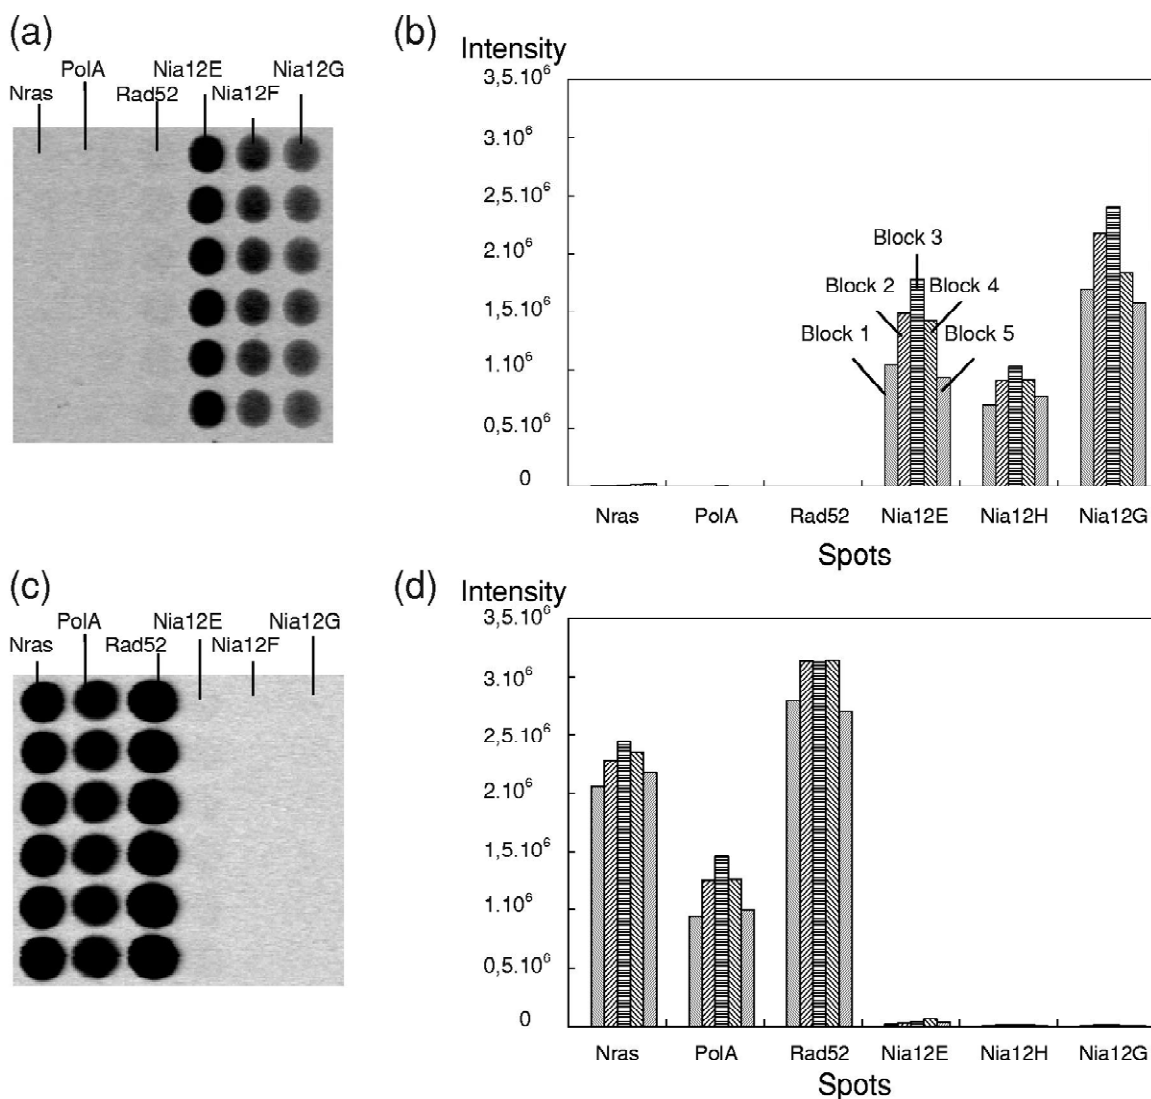 (a)
PolA Nia12E Nia12G
Nras Rad52 Nia12F
(b)
Intensity
3,5.10⁶
3.10⁶
2,5.10⁶
2.10⁶
1,5.10⁶
1.10⁶
0,5.10⁶
0
Block 3
Block 2 Block 4
Block 1 Block 5
Nras PolA Rad52 Nia12E Nia12H Nia12G
Spots
(c)
PolA Nia12E Nia12G
Nras Rad52 Nia12F
(d)
Intensity
3,5.10⁶
3.10⁶
2,5.10⁶
2.10⁶
1,5.10⁶
1.10⁶
0,5.10⁶
0
Nras PolA Rad52 Nia12E Nia12H Nia12G
Spots